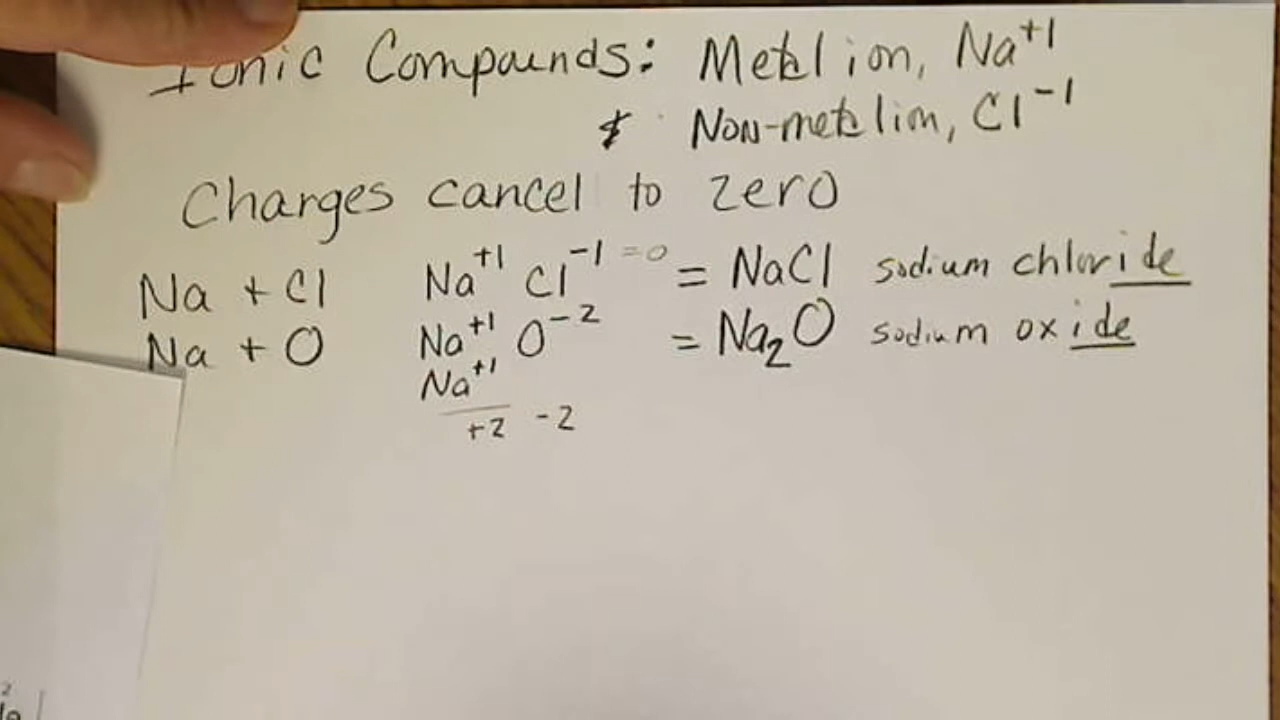 Ionic Compounds: Metal ion, Na⁺¹
& Non-metal ion, Cl⁻¹
Charges cancel to zero
Na + Cl Na⁺¹ Cl⁻¹ = 0 = NaCl sodium chloride
Na + O Na⁺¹ O⁻² = Na₂O sodium oxide
Na⁺¹
+2 -2